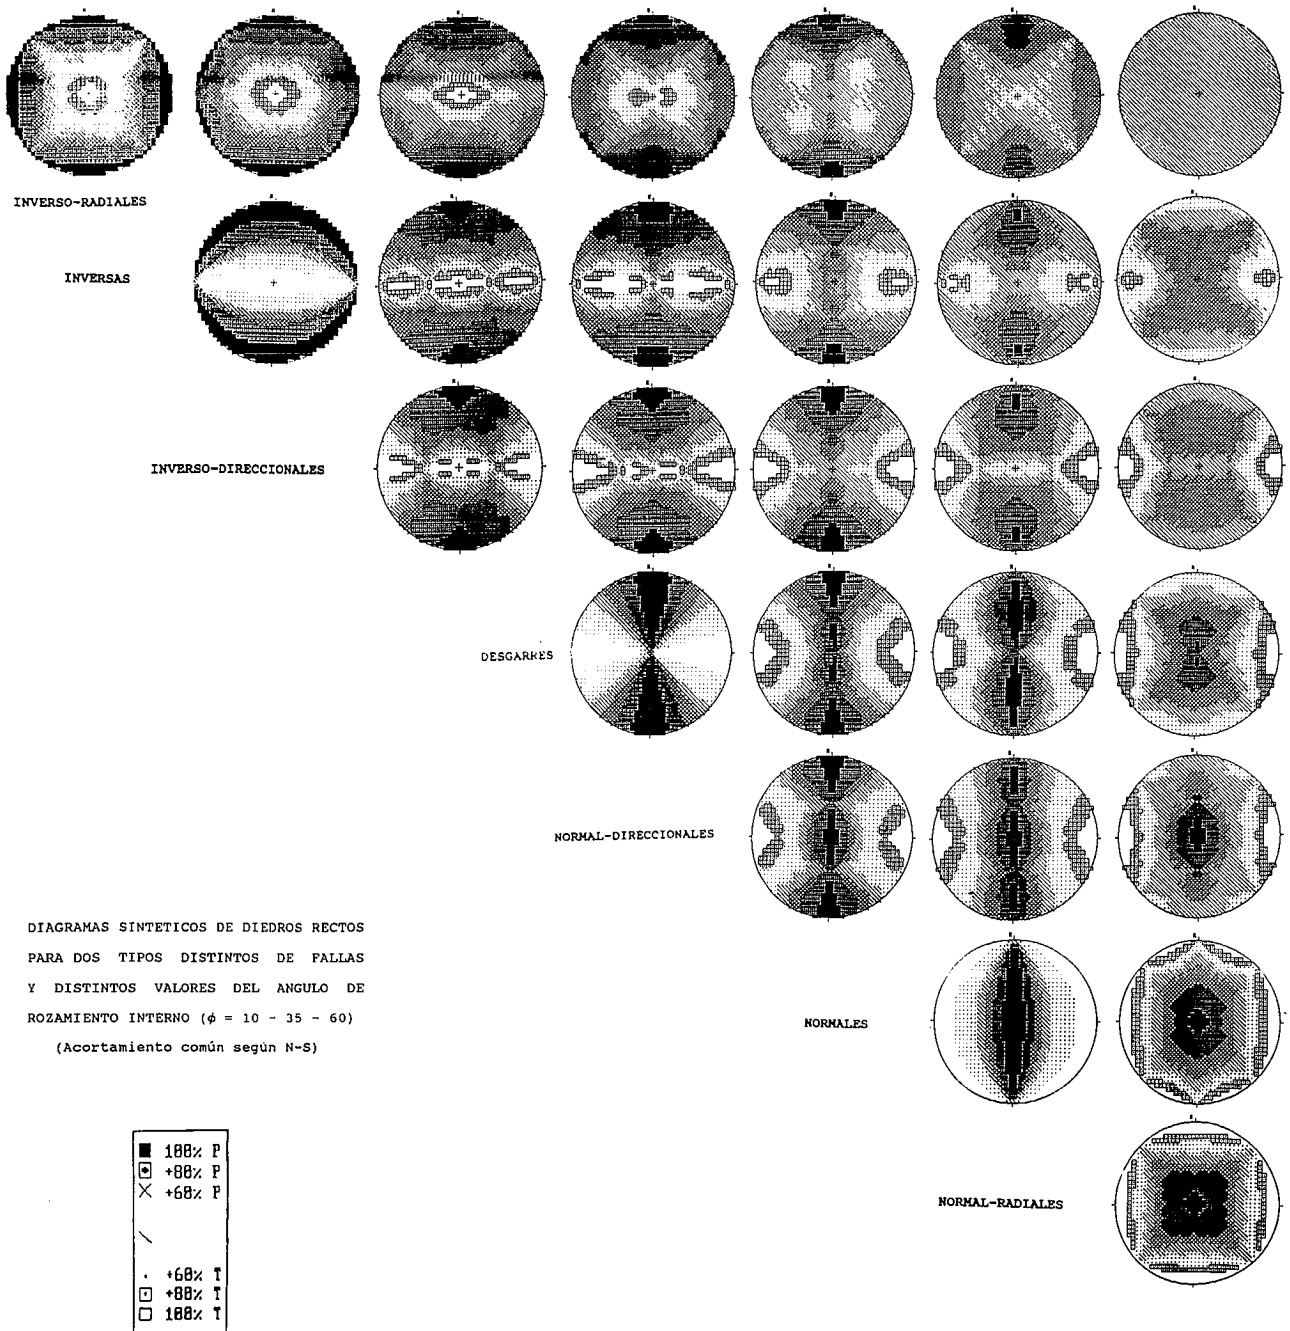 INVERSO-RADIALES
INVERSAS
INVERSO-DIRECCIONALES
DESGARRES
NORMAL-DIRECCIONALES
DIAGRAMAS SINTETICOS DE DIEDROS RECTOS
PARA DOS TIPOS DISTINTOS DE FALLAS
Y DISTINTOS VALORES DEL ANGULO DE
ROZAMIENTO INTERNO (φ = 10 - 35 - 60)
(Acortamiento común según N-S)
NORMALES
NORMAL-RADIALES
100% P
+80% P
+60% P
+60% T
+80% T
100% T